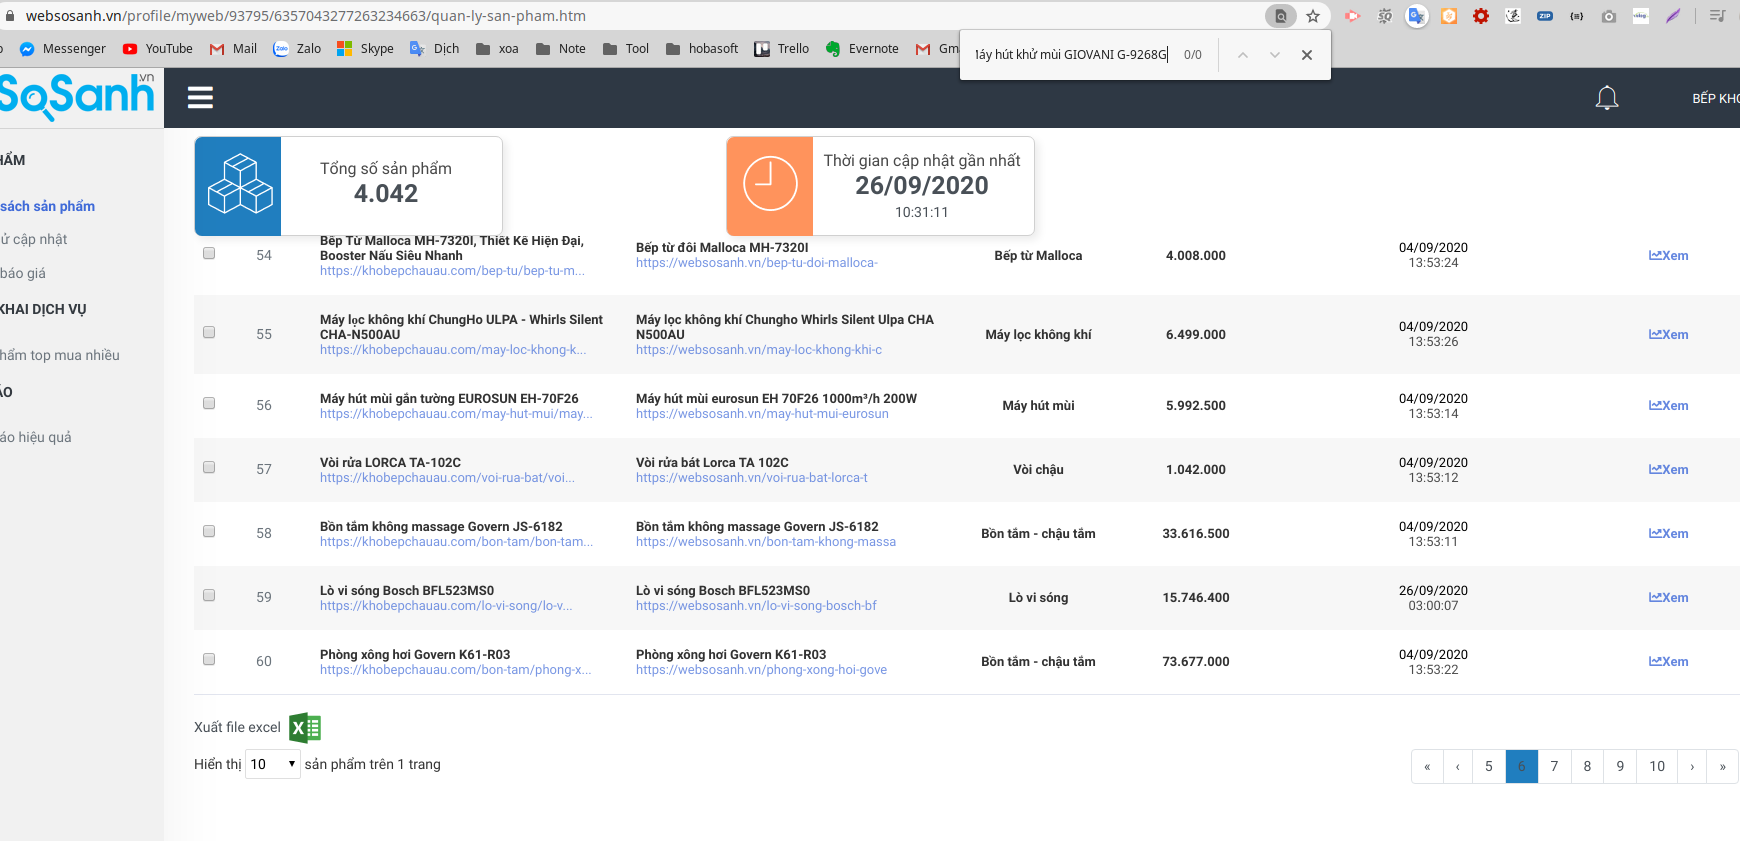 websosanh.vn/profile/myweb/93795/6357043277263234663/quan-ly-san-pham.htm
Messenger YouTube Mail Zalo Skype Dịch xoa Note Tool hobasoft Trello Evernote Gm
láy hút khử mùi GIOVANI G-9268G 0/0
SoSanh.vn
BẾP KHO
HẨM
sách sản phẩm
ử cập nhật
báo giá
KHAI DỊCH VỤ
hẩm top mua nhiều
ÁO
áo hiệu quả
Tổng số sản phẩm
4.042
Thời gian cập nhật gần nhất
26/09/2020
10:31:11
54 Bếp Từ Malloca MH-7320I, Thiết Kế Hiện Đại, Booster Nấu Siêu Nhanh
https://khobepchauau.com/bep-tu/bep-tu-m...
Bếp từ đôi Malloca MH-7320I
https://websosanh.vn/bep-tu-doi-malloca-
Bếp từ Malloca 4.008.000 04/09/2020
13:53:24
Xem
55 Máy lọc không khí ChungHo ULPA - Whirls Silent
CHA-N500AU
https://khobepchauau.com/may-loc-khong-k...
Máy lọc không khí Chungho Whirls Silent Ulpa CHA
N500AU
https://websosanh.vn/may-loc-khong-khi-c
Máy lọc không khí 6.499.000 04/09/2020
13:53:26
Xem
56 Máy hút mùi gắn tường EUROSUN EH-70F26
https://khobepchauau.com/may-hut-mui/may...
Máy hút mùi eurosun EH 70F26 1000m³/h 200W
https://websosanh.vn/may-hut-mui-eurosun
Máy hút mùi 5.992.500 04/09/2020
13:53:14
Xem
57 Vòi rửa LORCA TA-102C
https://khobepchauau.com/voi-rua-bat/voi...
Vòi rửa bát Lorca TA 102C
https://websosanh.vn/voi-rua-bat-lorca-t
Vòi chậu 1.042.000 04/09/2020
13:53:12
Xem
58 Bồn tắm không massage Govern JS-6182
https://khobepchauau.com/bon-tam/bon-tam...
Bồn tắm không massage Govern JS-6182
https://websosanh.vn/bon-tam-khong-massa
Bồn tắm - chậu tắm 33.616.500 04/09/2020
13:53:11
Xem
59 Lò vi sóng Bosch BFL523MS0
https://khobepchauau.com/lo-vi-song/lo-v...
Lò vi sóng Bosch BFL523MS0
https://websosanh.vn/lo-vi-song-bosch-bf
Lò vi sóng 15.746.400 26/09/2020
03:00:07
Xem
60 Phòng xông hơi Govern K61-R03
https://khobepchauau.com/bon-tam/phong-x...
Phòng xông hơi Govern K61-R03
https://websosanh.vn/phong-xong-hoi-gove
Bồn tắm - chậu tắm 73.677.000 04/09/2020
13:53:22
Xem
Xuất file excel
Hiển thị 10 sản phẩm trên 1 trang
« ‹ 5 6 7 8 9 10 › »